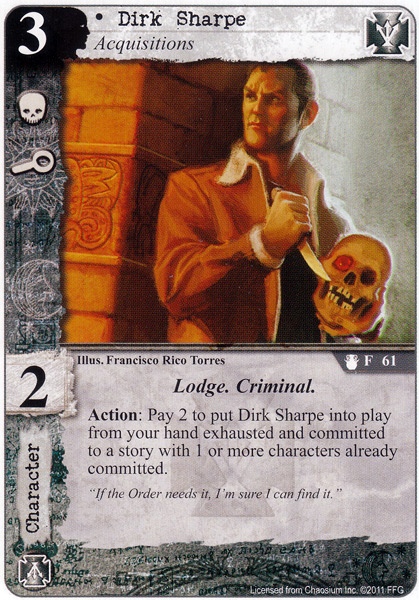 3
• Dirk Sharpe
Acquisitions
Illus. Francisco Rico Torres
F 61
2
Lodge. Criminal.
Action: Pay 2 to put Dirk Sharpe into play
from your hand exhausted and committed
to a story with 1 or more characters already
committed.
"If the Order needs it, I'm sure I can find it."
Character
Licensed from Chaosium Inc. ©2011 FFG